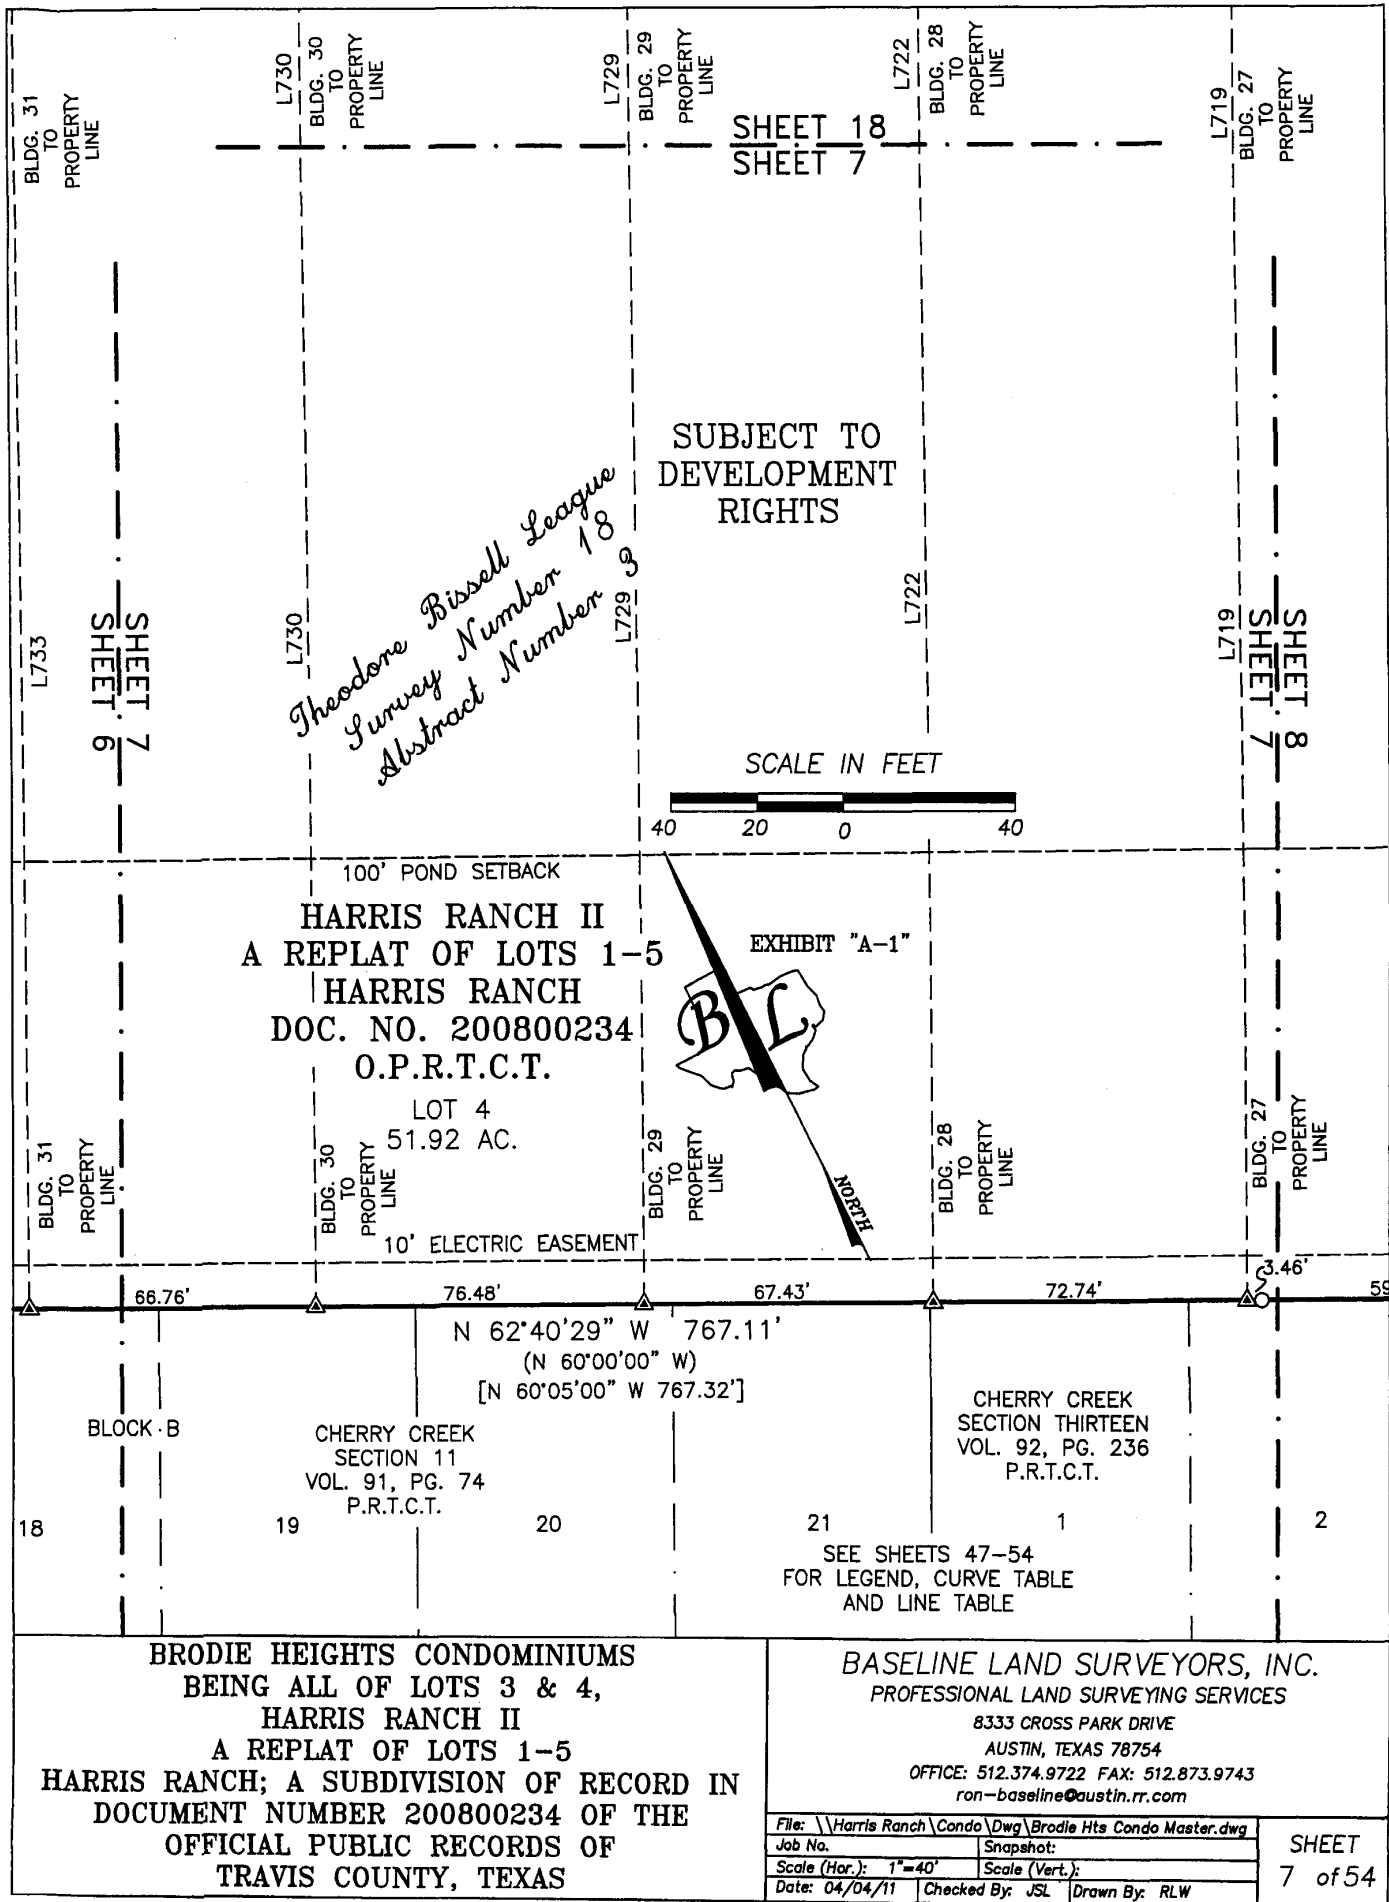 BLDG. 31
TO
PROPERTY
LINE
L730
BLDG. 30
TO
PROPERTY
LINE
L729
BLDG. 29
TO
PROPERTY
LINE
L722
BLDG. 28
TO
PROPERTY
LINE
L719
BLDG. 27
TO
PROPERTY
LINE
SHEET 18
SHEET 7
SUBJECT TO
DEVELOPMENT
RIGHTS
Theodore Bissell League
Survey Number 18
Abstract Number 3
L733
SHEET 7
SHEET 6
L730
L729
L722
L719
SHEET 8
SHEET 7
SCALE IN FEET
40 20 0 40
100' POND SETBACK
HARRIS RANCH II
A REPLAT OF LOTS 1-5
HARRIS RANCH
DOC. NO. 200800234
O.P.R.T.C.T.
LOT 4
51.92 AC.
EXHIBIT "A-1"
B L
NORTH
BLDG. 31
TO
PROPERTY
LINE
BLDG. 30
TO
PROPERTY
LINE
BLDG. 29
TO
PROPERTY
LINE
BLDG. 28
TO
PROPERTY
LINE
BLDG. 27
TO
PROPERTY
LINE
10' ELECTRIC EASEMENT
66.76' 76.48' 67.43' 72.74' 3.46' 59
N 62°40'29" W 767.11'
(N 60°00'00" W)
[N 60°05'00" W 767.32']
BLOCK B
CHERRY CREEK
SECTION 11
VOL. 91, PG. 74
P.R.T.C.T.
CHERRY CREEK
SECTION THIRTEEN
VOL. 92, PG. 236
P.R.T.C.T.
18 19 20 21 1 2
SEE SHEETS 47-54
FOR LEGEND, CURVE TABLE
AND LINE TABLE
BRODIE HEIGHTS CONDOMINIUMS
BEING ALL OF LOTS 3 & 4,
HARRIS RANCH II
A REPLAT OF LOTS 1-5
HARRIS RANCH; A SUBDIVISION OF RECORD IN
DOCUMENT NUMBER 200800234 OF THE
OFFICIAL PUBLIC RECORDS OF
TRAVIS COUNTY, TEXAS
BASELINE LAND SURVEYORS, INC.
PROFESSIONAL LAND SURVEYING SERVICES
8333 CROSS PARK DRIVE
AUSTIN, TEXAS 78754
OFFICE: 512.374.9722 FAX: 512.873.9743
ron-baseline@austin.rr.com
File: \\Harris Ranch\Condo\Dwg\Brodie Hts Condo Master.dwg
Job No. Snapshot:
Scale (Hor.): 1"=40' Scale (Vert.):
Date: 04/04/11 Checked By: JSL Drawn By: RLW
SHEET
7 of 54